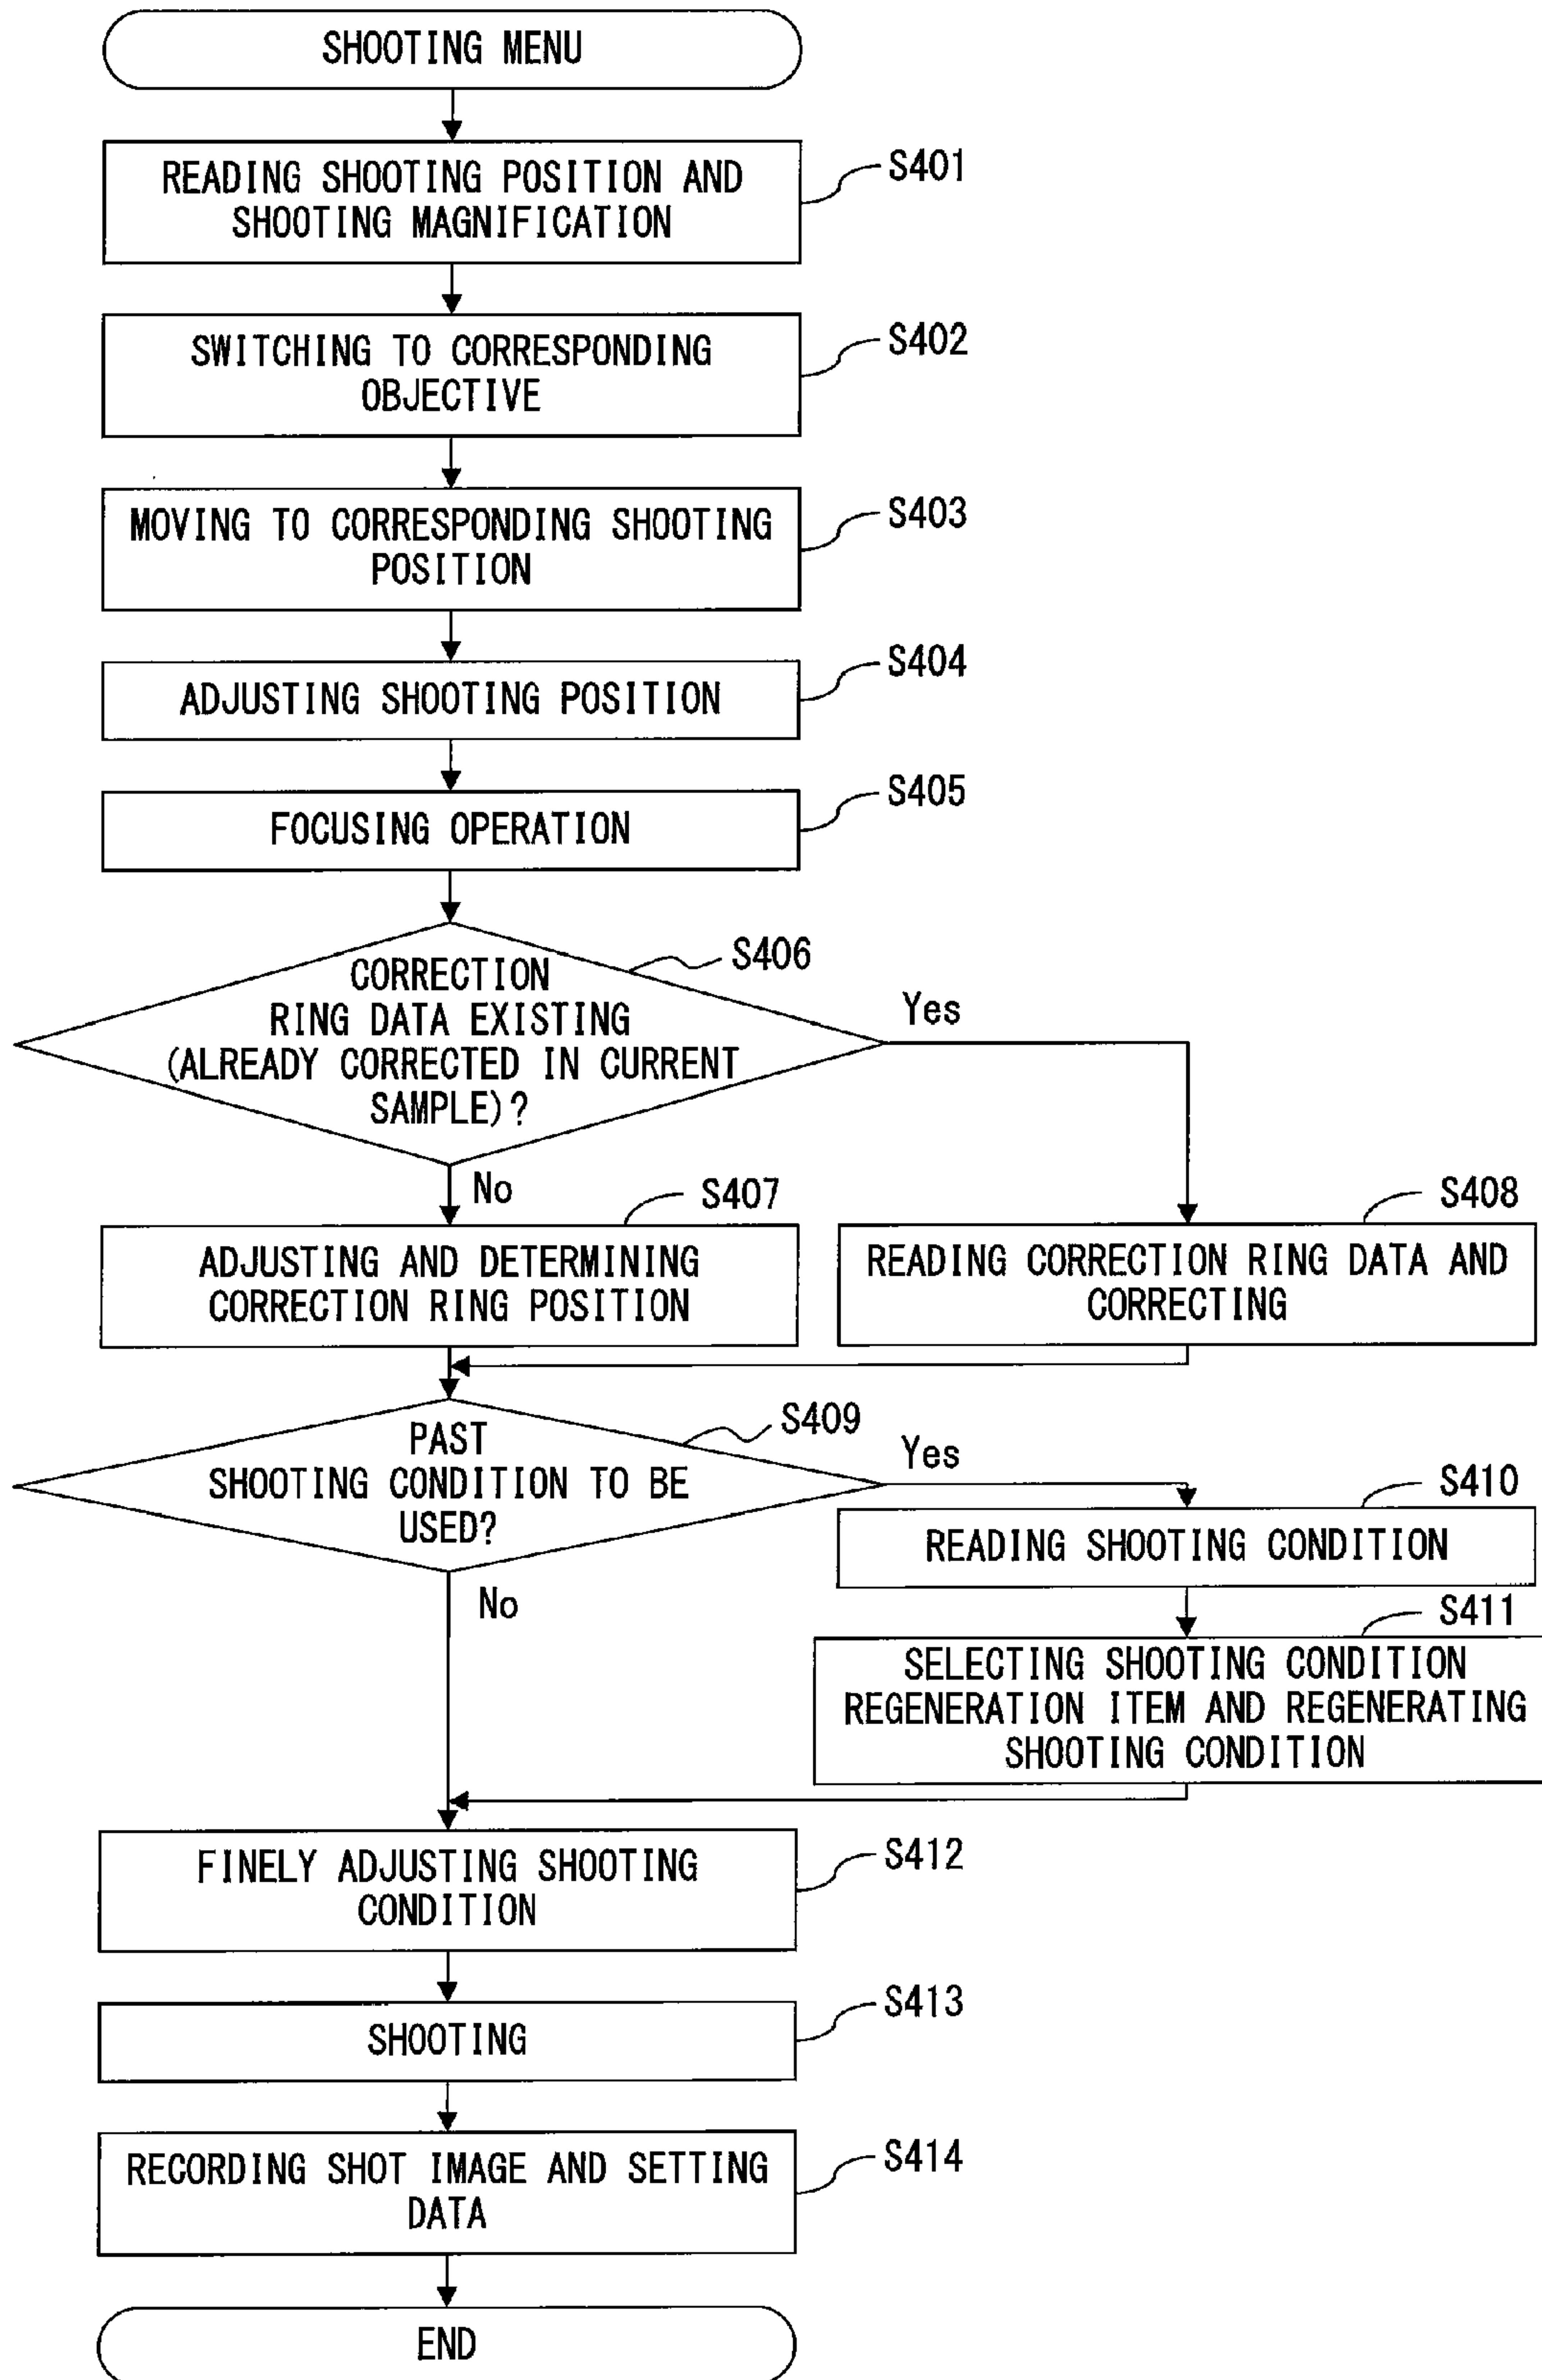 SHOOTING MENU
READING SHOOTING POSITION AND
SHOOTING MAGNIFICATION
S401
SWITCHING TO CORRESPONDING
OBJECTIVE
S402
MOVING TO CORRESPONDING SHOOTING
POSITION
S403
ADJUSTING SHOOTING POSITION
S404
FOCUSING OPERATION
S405
CORRECTION
RING DATA EXISTING
(ALREADY CORRECTED IN CURRENT
SAMPLE)?
S406
Yes
No
S407
ADJUSTING AND DETERMINING
CORRECTION RING POSITION
S408
READING CORRECTION RING DATA AND
CORRECTING
PAST
SHOOTING CONDITION TO BE
USED?
S409
Yes
No
S410
READING SHOOTING CONDITION
S411
SELECTING SHOOTING CONDITION
REGENERATION ITEM AND REGENERATING
SHOOTING CONDITION
FINELY ADJUSTING SHOOTING
CONDITION
S412
SHOOTING
S413
RECORDING SHOT IMAGE AND SETTING
DATA
S414
END